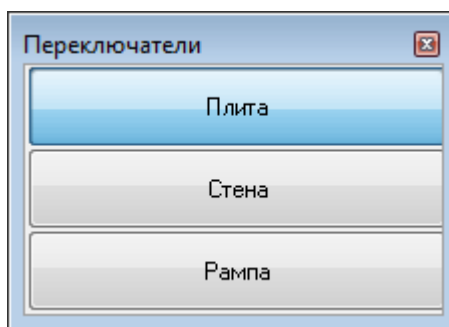 Переключатели
Плита
Стена
Рампа